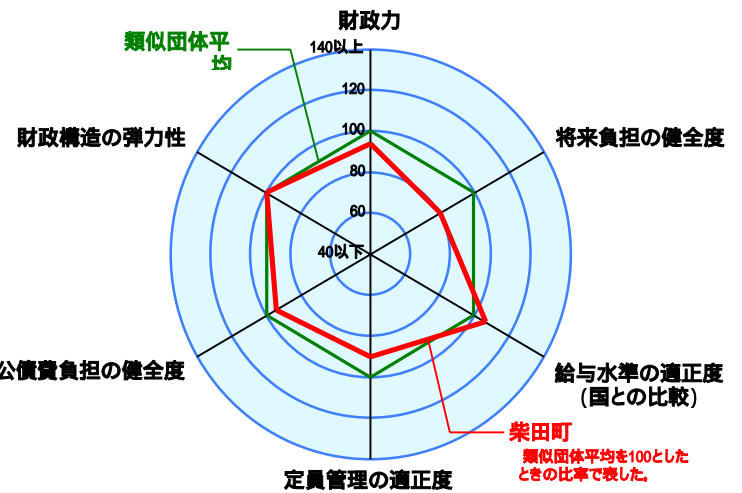 財政力
類似団体平
均
140以上
120
100
80
60
40以下
財政構造の弾力性
将来負担の健全度
公債費負担の健全度
給与水準の適正度
(国との比較)
柴田町
類似団体平均を100とした
ときの比率で表した。
定員管理の適正度